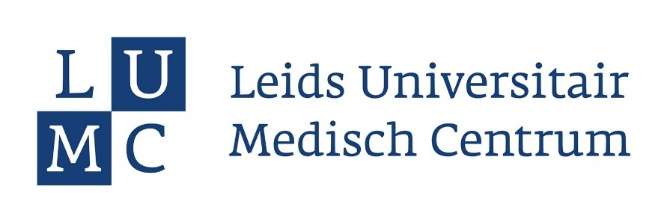 L U
M C
Leids Universitair
Medisch Centrum